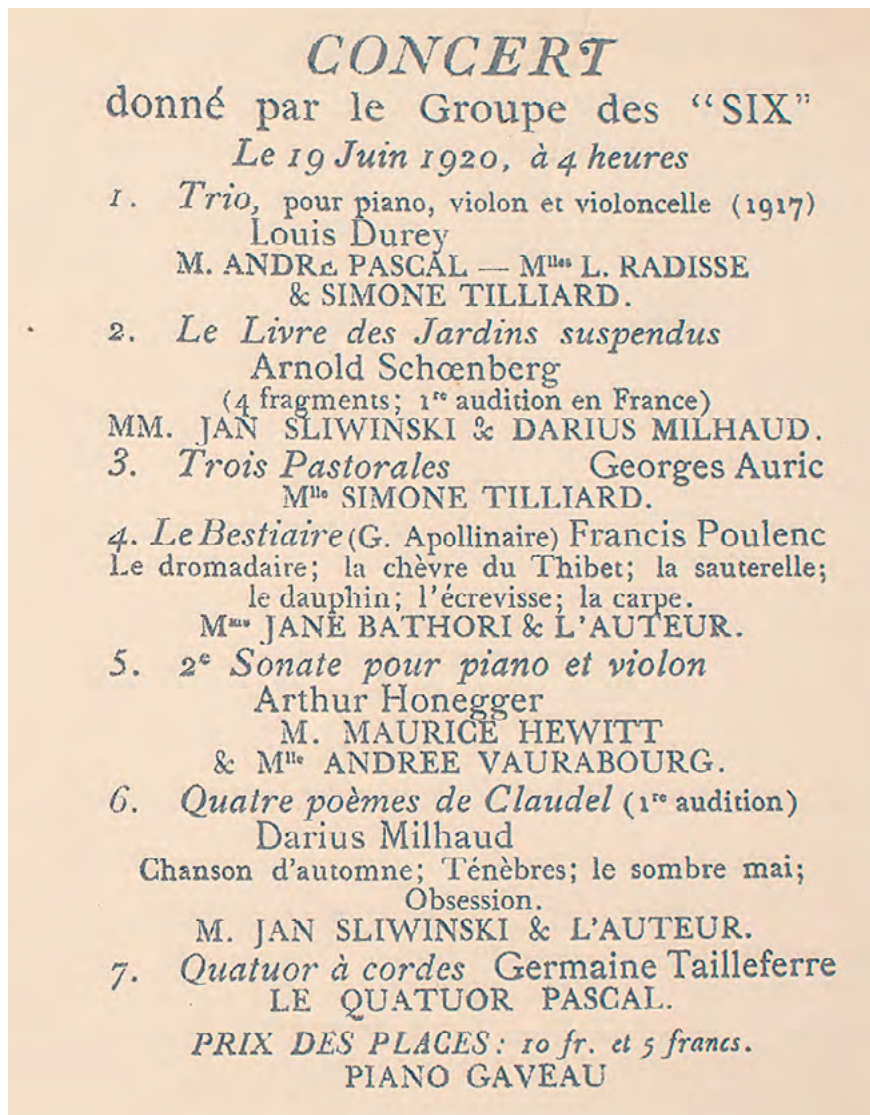 CONCERT
donné par le Groupe des “SIX”
Le 19 Juin 1920, à 4 heures
1. Trio, pour piano, violon et violoncelle (1917)
Louis Durey
M. ANDRÉ PASCAL — Mlles L. RADISSE
& SIMONE TILLIARD.
2. Le Livre des Jardins suspendus
Arnold Schœnberg
(4 fragments; 1re audition en France)
MM. JAN SLIWINSKI & DARIUS MILHAUD.
3. Trois Pastorales Georges Auric
Mlle SIMONE TILLIARD.
4. Le Bestiaire (G. Apollinaire) Francis Poulenc
Le dromadaire; la chèvre du Thibet; la sauterelle;
le dauphin; l'écrevisse; la carpe.
Mme JANE BATHORI & L'AUTEUR.
5. 2e Sonate pour piano et violon
Arthur Honegger
M. MAURICE HEWITT
& Mlle ANDREE VAURABOURG.
6. Quatre poèmes de Claudel (1re audition)
Darius Milhaud
Chanson d'automne; Ténèbres; le sombre mai;
Obsession.
M. JAN SLIWINSKI & L'AUTEUR.
7. Quatuor à cordes Germaine Tailleferre
LE QUATUOR PASCAL.
PRIX DES PLACES: 10 fr. et 5 francs.
PIANO GAVEAU